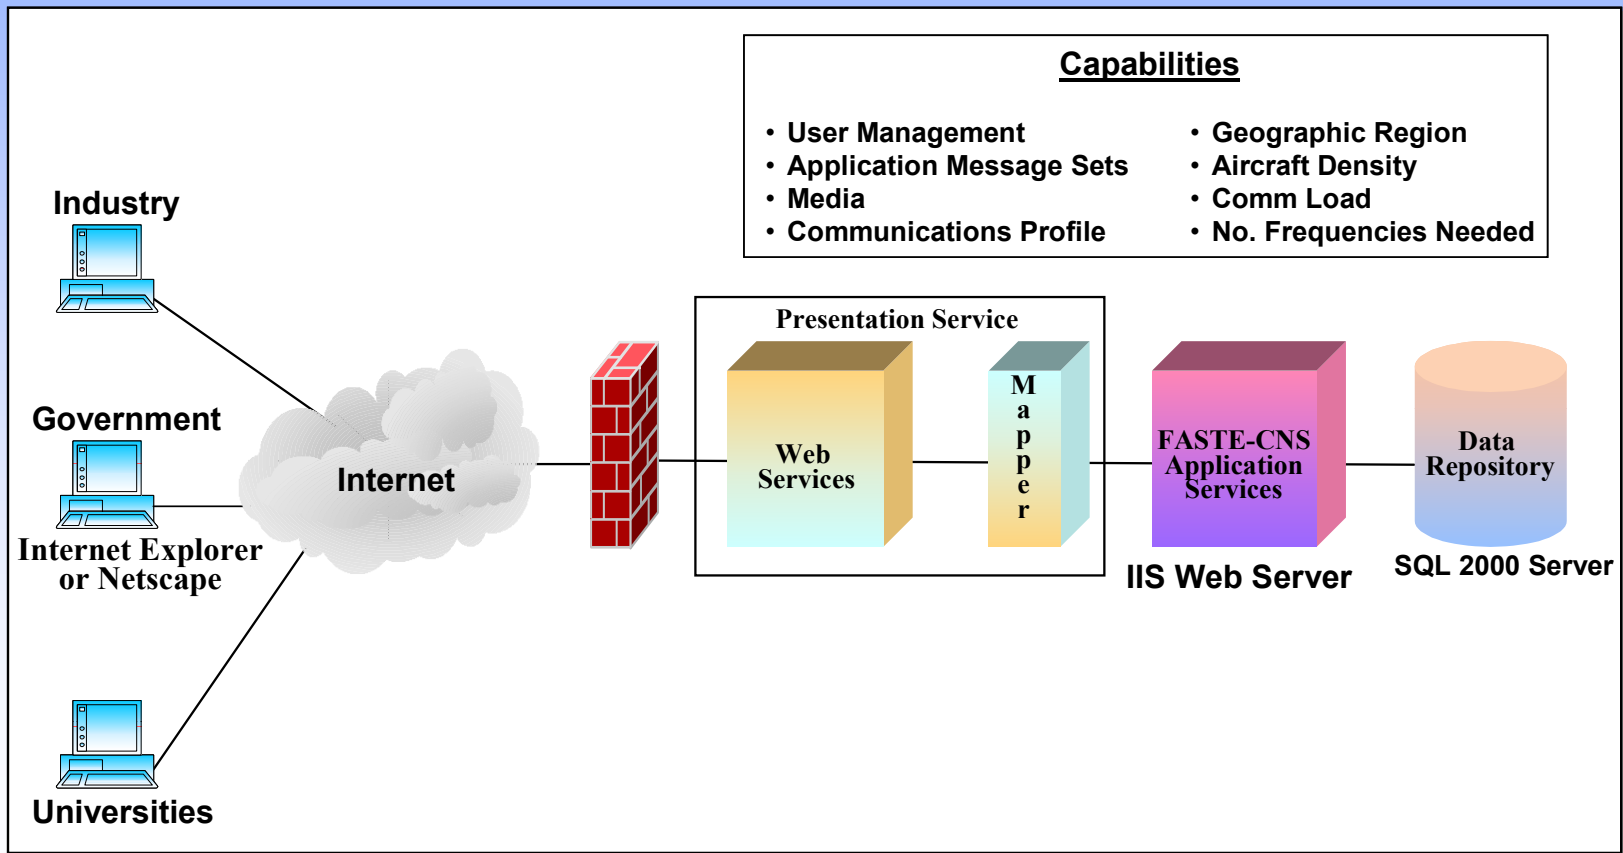 Capabilities
• User Management
• Application Message Sets
• Media
• Communications Profile
• Geographic Region
• Aircraft Density
• Comm Load
• No. Frequencies Needed
Industry
Government
Internet Explorer
or Netscape
Universities
Internet
Presentation Service
Web
Services
Mapper
FASTE-CNS
Application
Services
IIS Web Server
Data
Repository
SQL 2000 Server